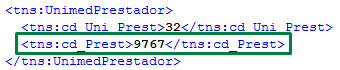 <tns:UnimedPrestador>
<tns:cd_Uni_Prest>32</tns:cd_Uni_Prest>
<tns:cd_Prest>9767</tns:cd_Prest>
</tns:UnimedPrestador>